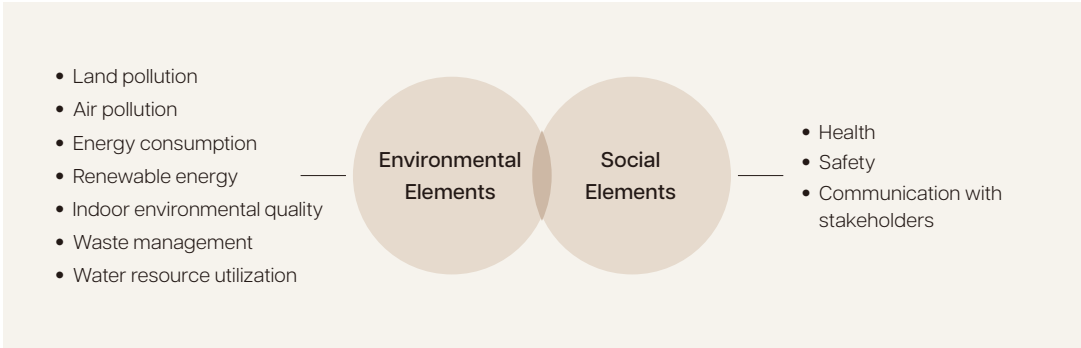 • Land pollution
• Air pollution
• Energy consumption
• Renewable energy
• Indoor environmental quality
• Waste management
• Water resource utilization
Environmental
Elements
Social
Elements
• Health
• Safety
• Communication with
stakeholders